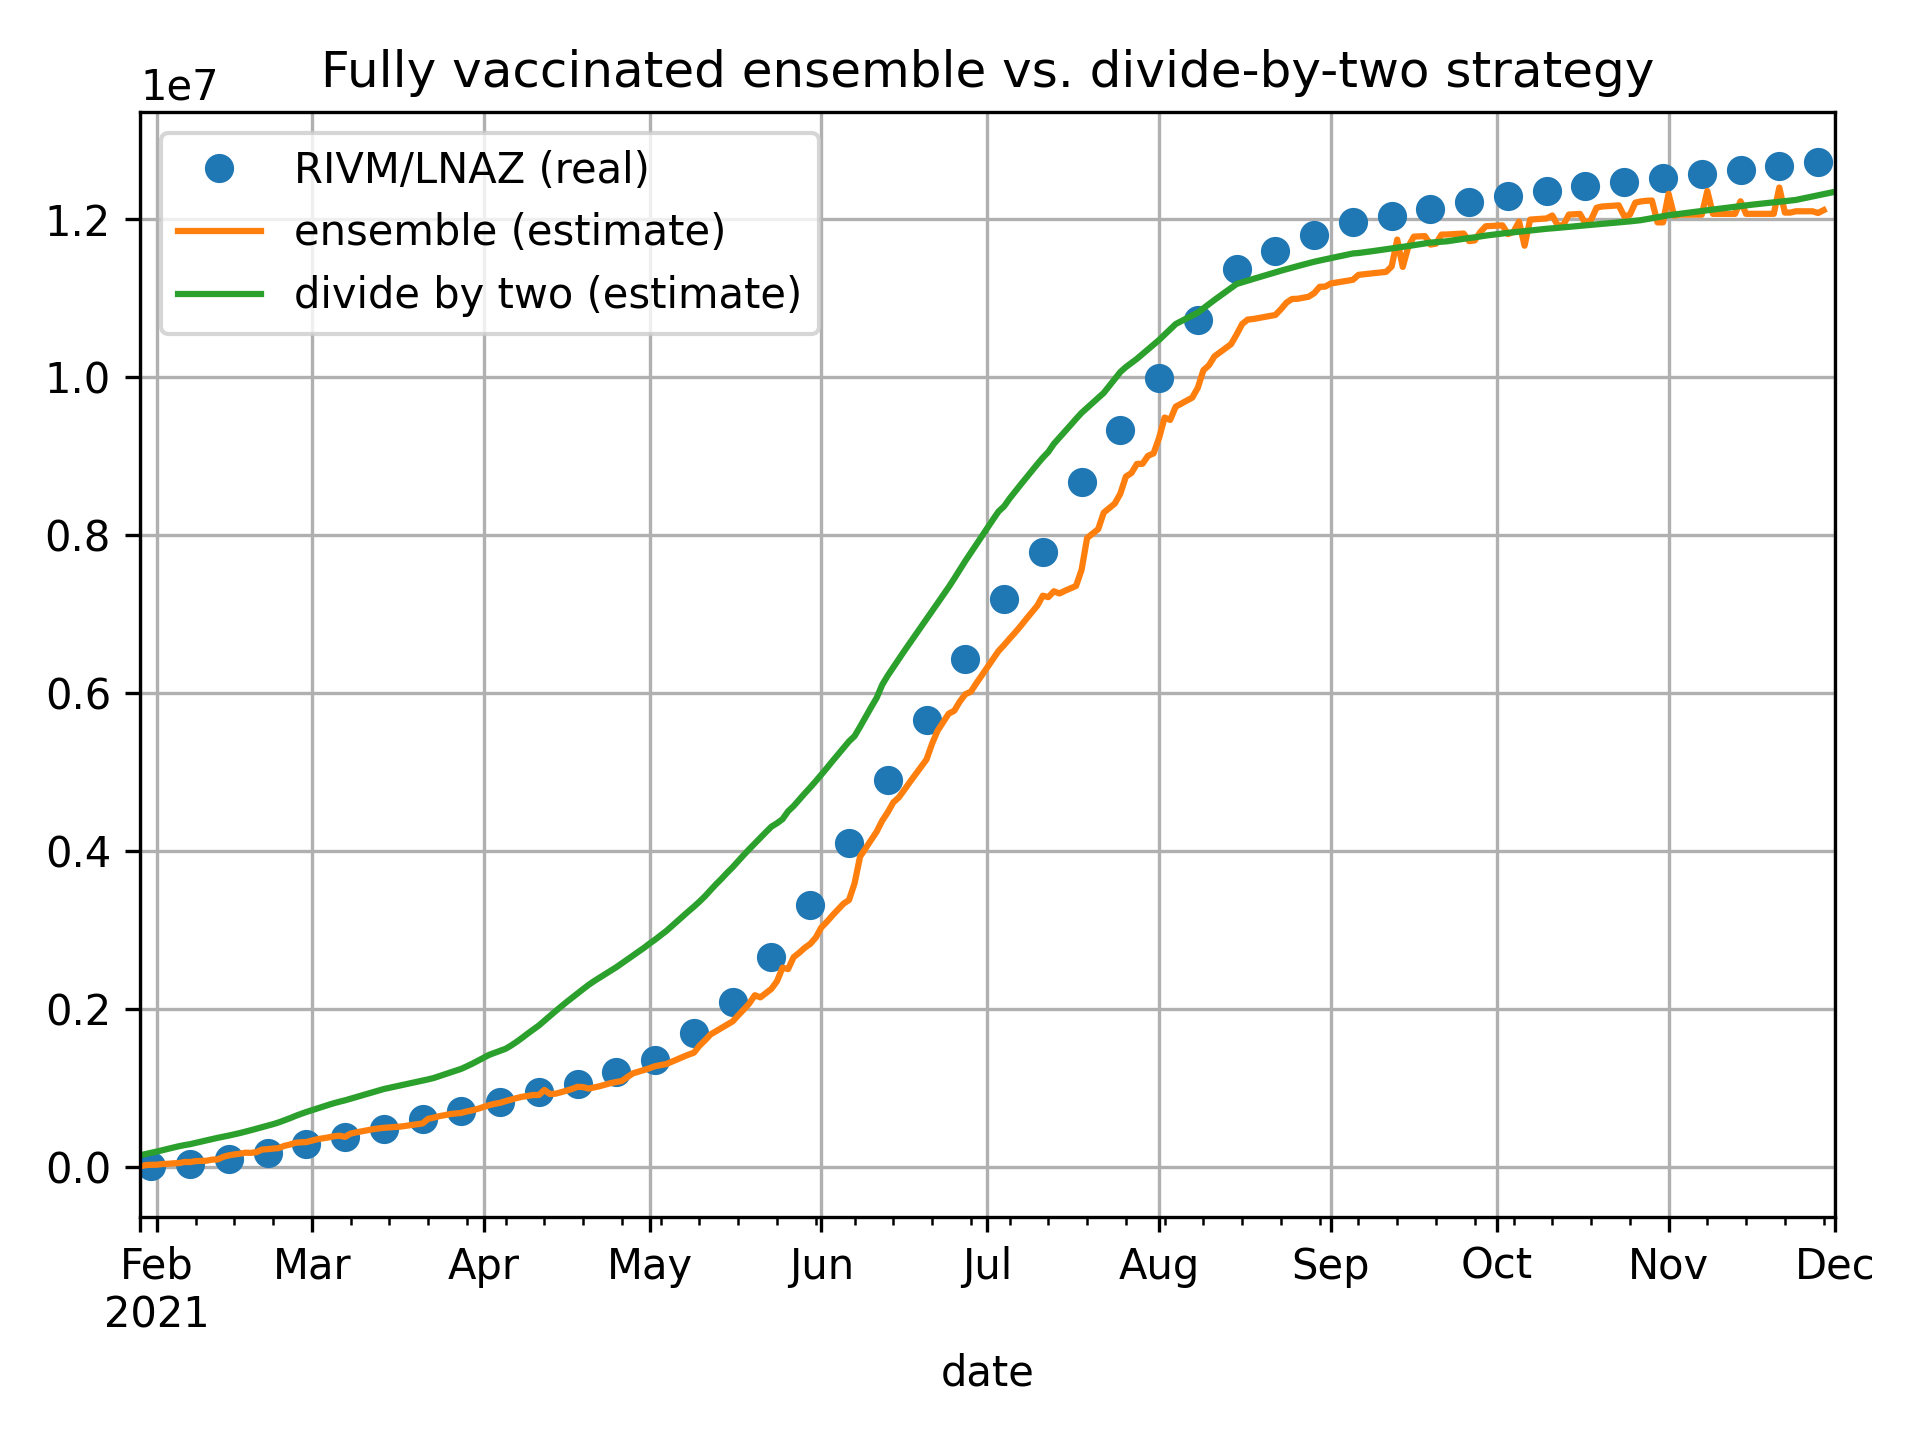 Fully vaccinated ensemble vs. divide-by-two strategy
1e7
RIVM/LNAZ (real)
ensemble (estimate)
divide by two (estimate)
1.2
1.0
0.8
0.6
0.4
0.2
0.0
Feb Mar Apr May Jun Jul Aug Sep Oct Nov Dec
2021
date